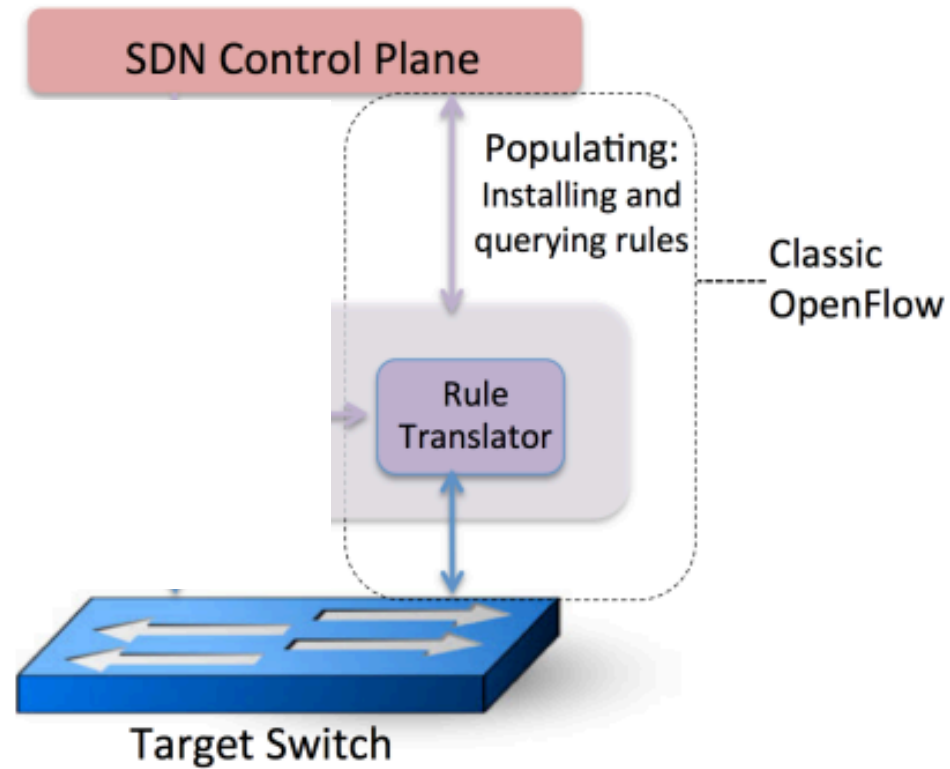 SDN Control Plane
Populating:
Installing and
querying rules
Classic
OpenFlow
Rule
Translator
Target Switch